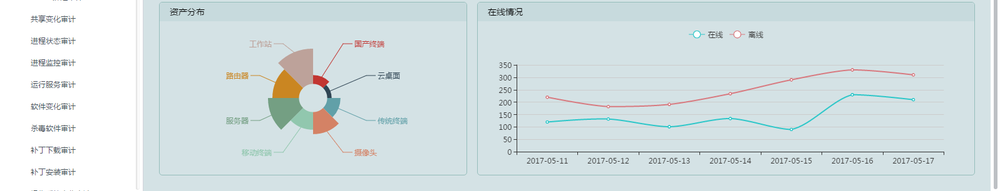 共享变化审计
进程状态审计
进程监控审计
运行服务审计
软件变化审计
杀毒软件审计
补丁下载审计
补丁安装审计
资产分布
工作站
国产终端
路由器
云桌面
服务器
传统终端
移动终端
摄像头
在线情况
在线 离线
350
300
250
200
150
100
50
0
2017-05-11 2017-05-12 2017-05-13 2017-05-14 2017-05-15 2017-05-16 2017-05-17